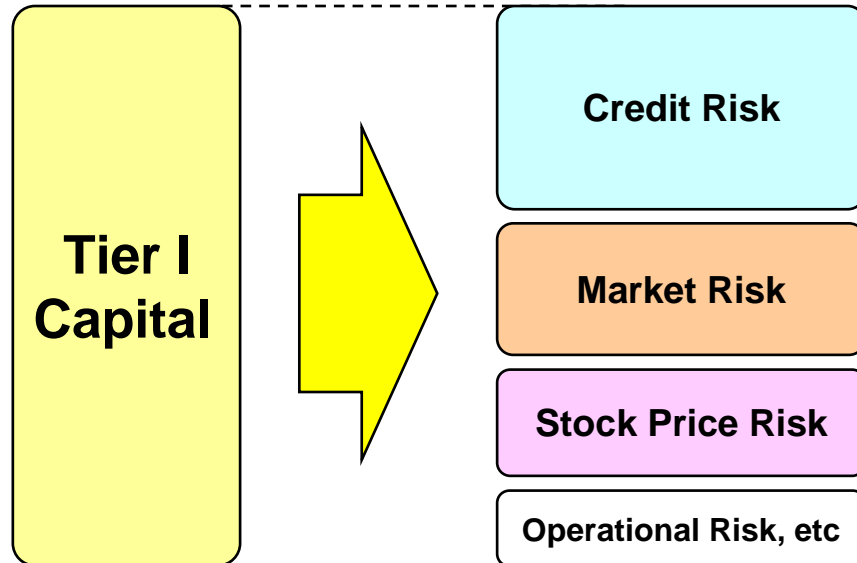 Tier I
Capital
Credit Risk
Market Risk
Stock Price Risk
Operational Risk, etc